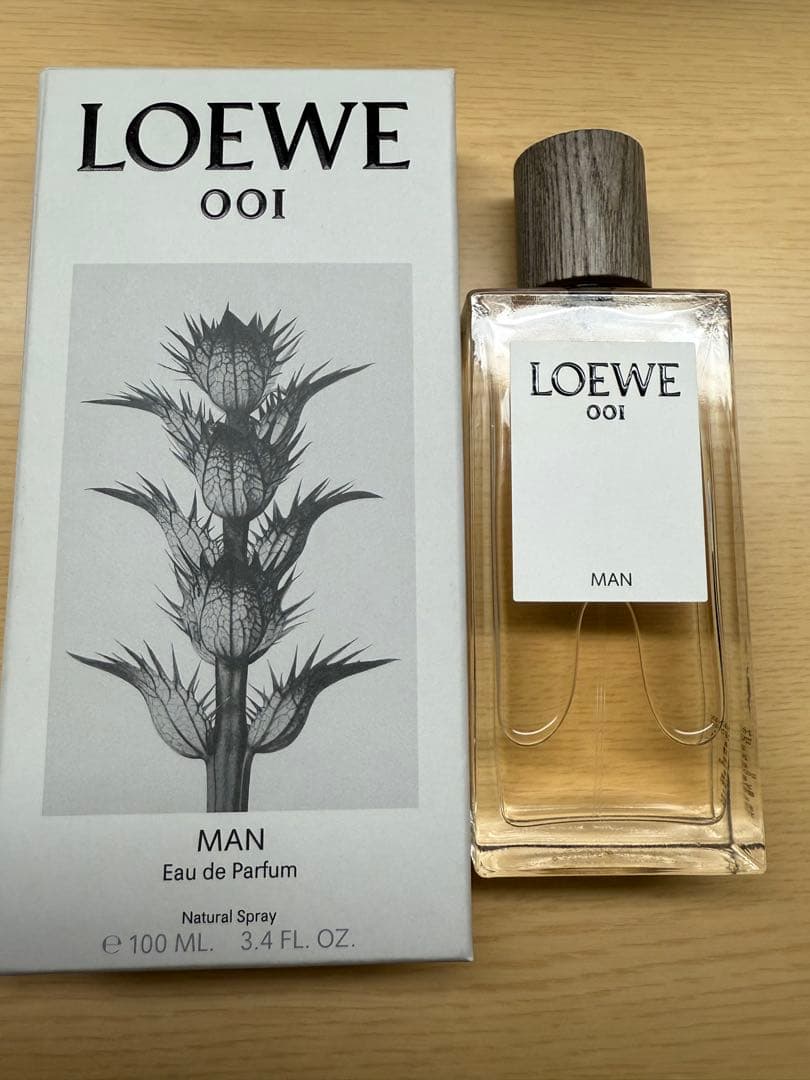 LOEWE
001
MAN
Eau de Parfum
Natural Spray
℮ 100 ML. 3.4 FL. OZ.
LOEWE
001
MAN